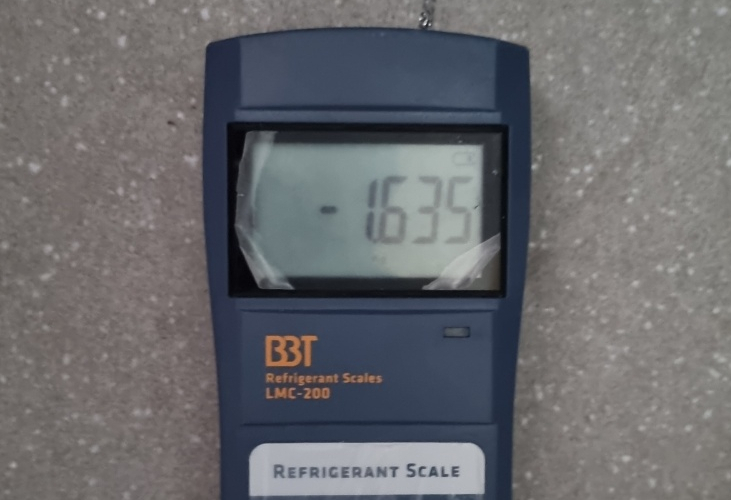 -1.635
BBT
Refrigerant Scales
LMC-200
REFRIGERANT SCALE